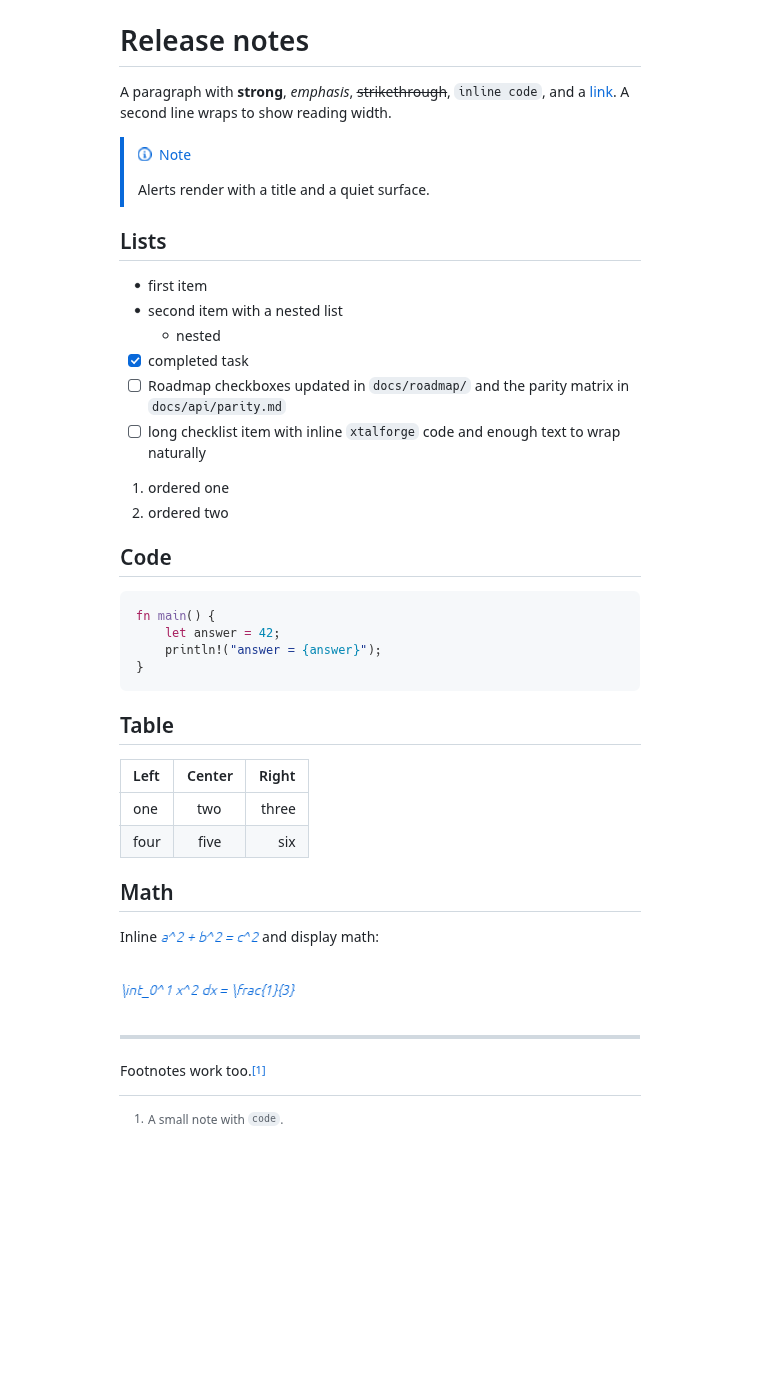 Release notes
A paragraph with strong, emphasis, strikethrough, inline code, and a link. A
second line wraps to show reading width.
Note
Alerts render with a title and a quiet surface.
Lists
first item
second item with a nested list
nested
completed task
Roadmap checkboxes updated in docs/roadmap/ and the parity matrix in
docs/api/parity.md
long checklist item with inline xtalforge code and enough text to wrap
naturally
1. ordered one
2. ordered two
Code
fn main() {
    let answer = 42;
    println!("answer = {answer}");
}
Table
Left Center Right
one two three
four five six
Math
Inline a^2 + b^2 = c^2 and display math:
\int_0^1 x^2 dx = \frac{1}{3}
Footnotes work too.[1]
1. A small note with code.